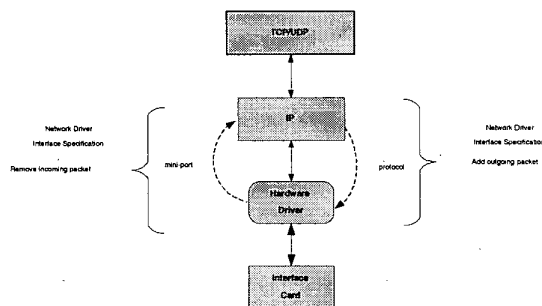 TCP/UDP
IP
Network Driver
Interface Specification
Remove incoming packet
mini-port
protocol
Network Driver
Interface Specification
Add outgoing packet
Hardware
Driver
Interface
Card